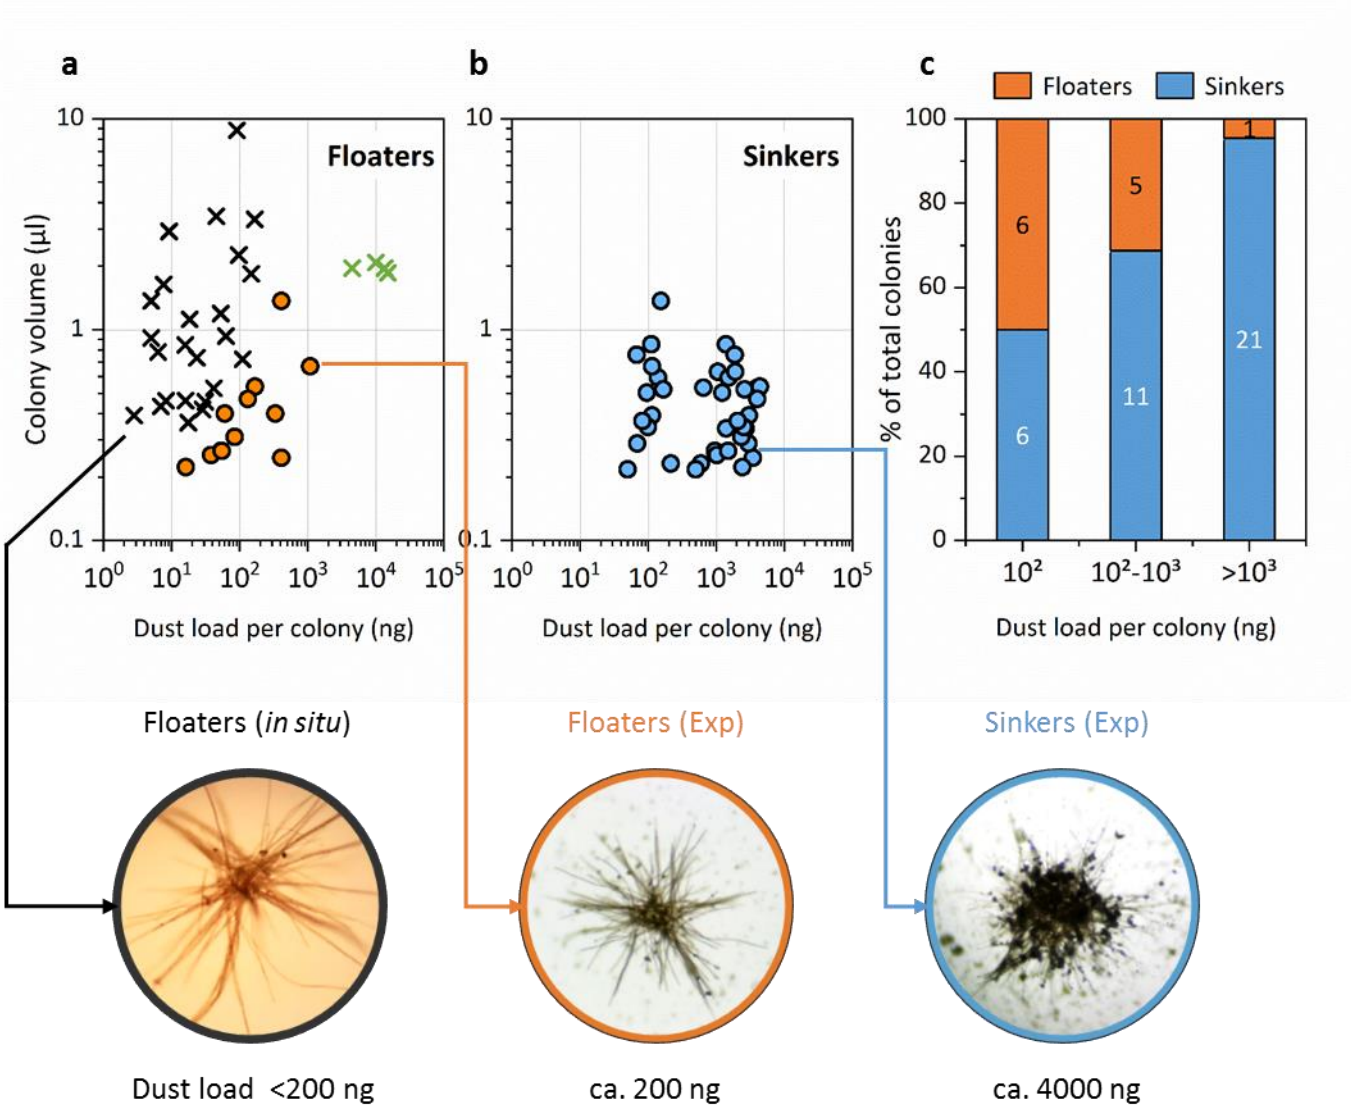 a
b
c
Floaters
Sinkers
10
1
0.1
Colony volume (µl)
Floaters
10⁰ 10¹ 10² 10³ 10⁴ 10⁵
Dust load per colony (ng)
10
1
0.1
Sinkers
10⁰ 10¹ 10² 10³ 10⁴ 10⁵
Dust load per colony (ng)
100
80
60
40
20
0
% of total colonies
6
5
1
6
11
21
10² 10²-10³ >10³
Dust load per colony (ng)
Floaters (in situ)
Floaters (Exp)
Sinkers (Exp)
Dust load <200 ng
ca. 200 ng
ca. 4000 ng